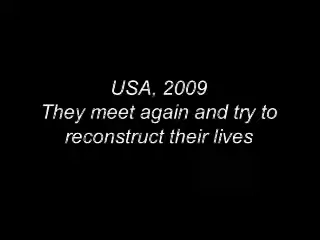 USA, 2009
They meet again and try to
reconstruct their lives